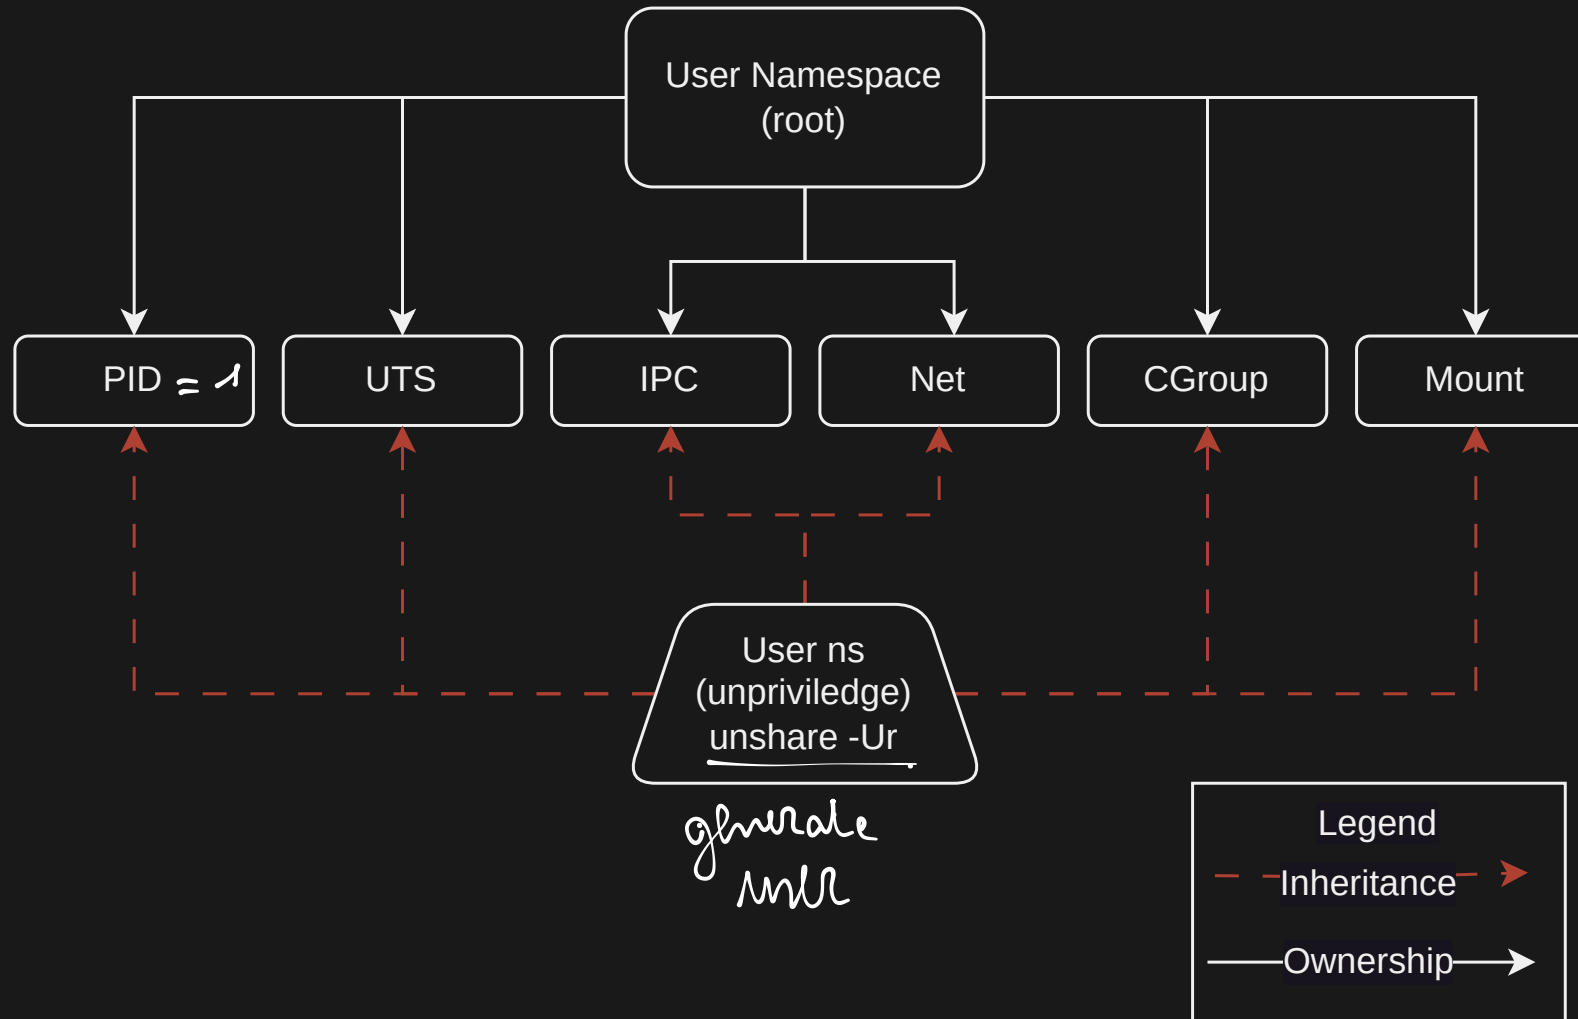 User Namespace
(root)
PID = 1
UTS
IPC
Net
CGroup
Mount
User ns
(unpriviledge)
unshare -Ur
generate
Legend
Inheritance
Ownership